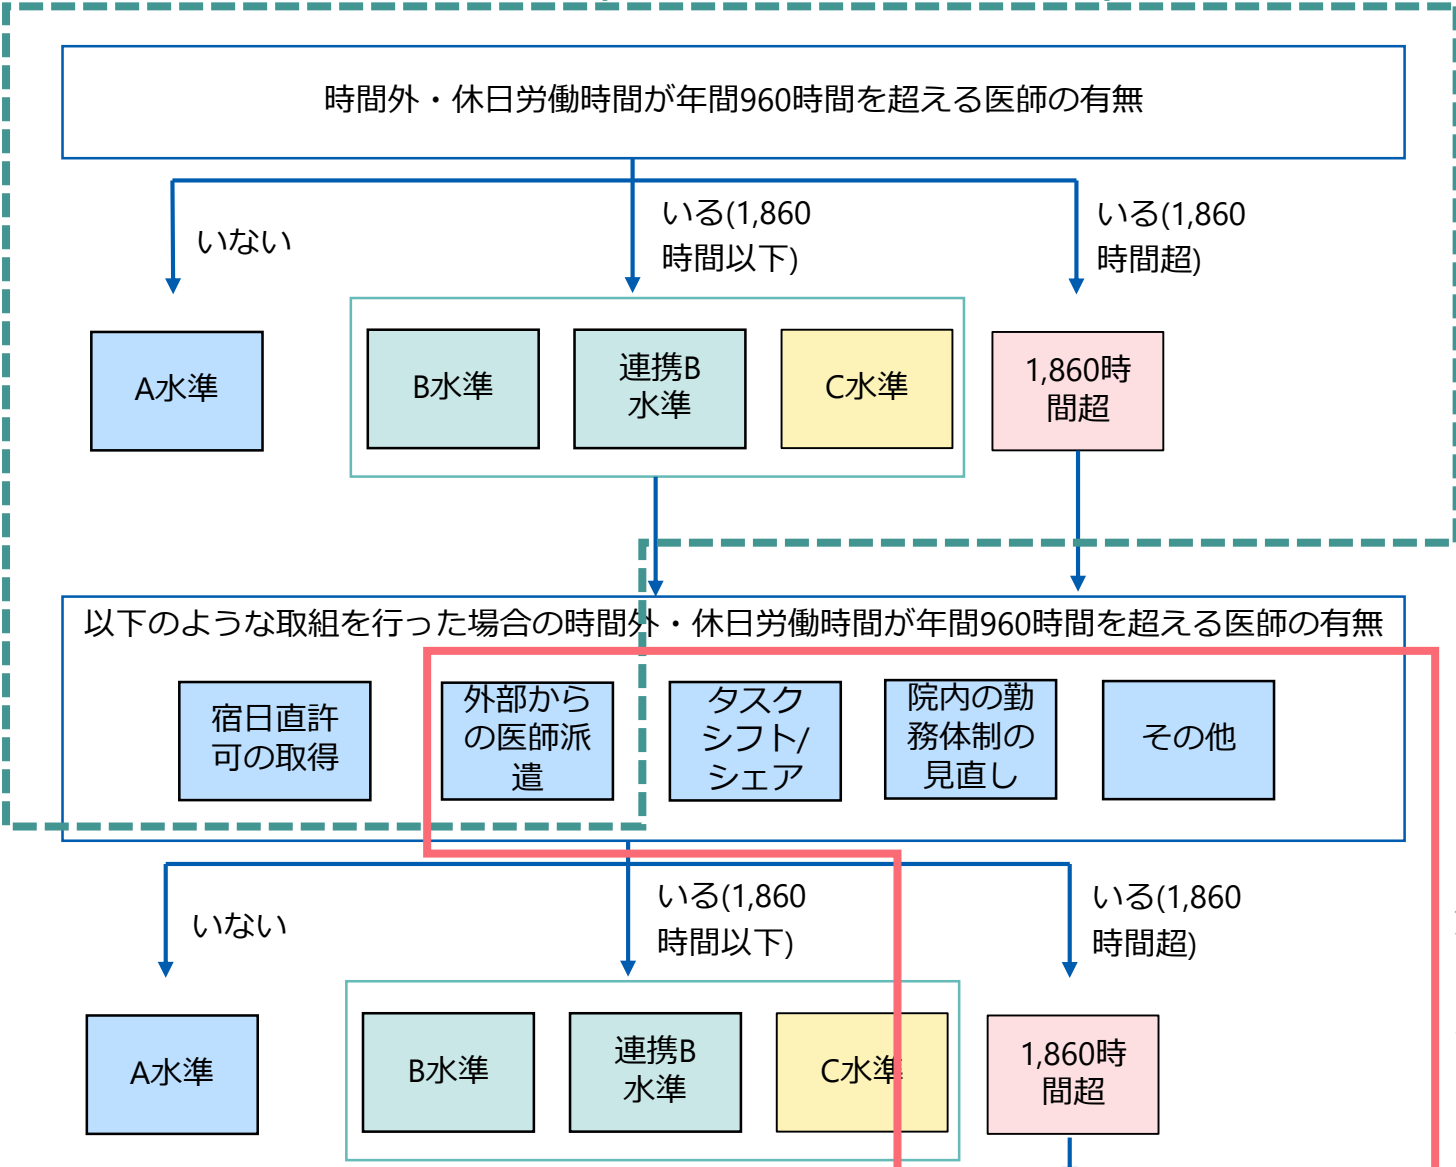 時間外・休日労働時間が年間960時間を超える医師の有無
いない
いる(1,860
時間以下)
いる(1,860
時間超)
A水準
B水準
連携B
水準
C水準
1,860時
間超
以下のような取組を行った場合の時間外・休日労働時間が年間960時間を超える医師の有無
宿日直許
可の取得
外部から
の医師派
遣
タスク
シフト/
シェア
院内の勤
務体制の
見直し
その他
いない
いる(1,860
時間以下)
いる(1,860
時間超)
A水準
B水準
連携B
水準
C水準
1,860時
間超